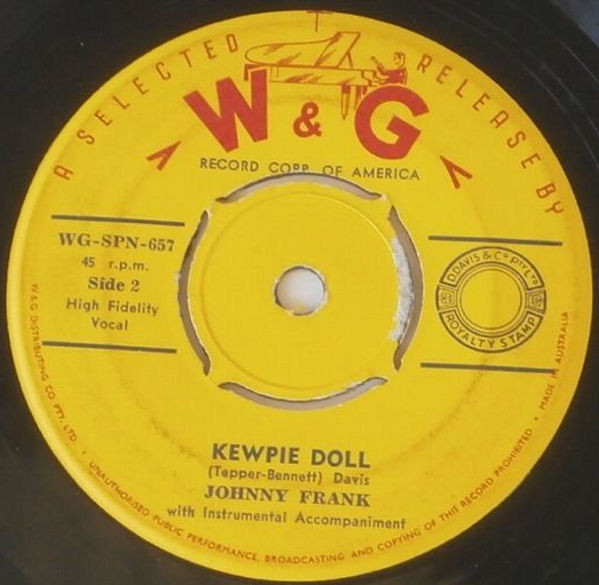 A SELECTED RELEASE BY
W & G
RECORD CORP. OF AMERICA
WG-SPN-657
45 r.p.m.
Side 2
High Fidelity
Vocal
D.DAVIS & Co PTY LTD
ROYALTY STAMP
KEWPIE DOLL
(Tepper-Bennett) Davis
JOHNNY FRANK
with Instrumental Accompaniment
W&G DISTRIBUTING CO PTY. LTD. • UNAUTHORISED PUBLIC PERFORMANCE, BROADCASTING AND COPYING OF THIS RECORD PROHIBITED • MADE IN AUSTRALIA